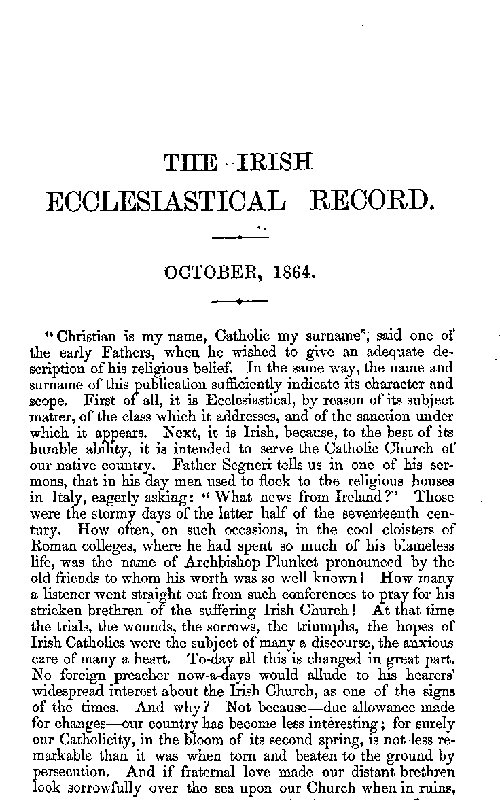 THE IRISH
ECCLESIASTICAL RECORD.
OCTOBER, 1864.
"Christian is my name, Catholic my surname", said one of
the early Fathers, when he wished to give an adequate de-
scription of his religious belief. In the same way, the name and
surname of this publication sufficiently indicate its character and
scope. First of all, it is Ecclesiastical, by reason of its subject
matter, of the class which it addresses, and of the sanction under
which it appears. Next, it is Irish, because, to the best of its
humble ability, it is intended to serve the Catholic Church of
our native country. Father Segneri tells us in one of his ser-
mons, that in his day men used to flock to the religious houses
in Italy, eagerly asking: "What news from Ireland?" Those
were the stormy days of the latter half of the seventeenth cen-
tury. How often, on such occasions, in the cool cloisters of
Roman colleges, where he had spent so much of his blameless
life, was the name of Archbishop Plunket pronounced by the
old friends to whom his worth was so well known! How many
a listener went straight out from such conferences to pray for his
stricken brethren of the suffering Irish Church! At that time
the trials, the wounds, the sorrows, the triumphs, the hopes of
Irish Catholics were the subject of many a discourse, the anxious
care of many a heart. To-day all this is changed in great part.
No foreign preacher now-a-days would allude to his hearers'
widespread interest about the Irish Church, as one of the signs
of the times. And why? Not because—due allowance made
for changes—our country has become less interesting; for surely
our Catholicity, in the bloom of its second spring, is not less re-
markable than it was when torn and beaten to the ground by
persecution. And if fraternal love made our distant brethren
look sorrowfully over the sea upon our Church when in ruins,